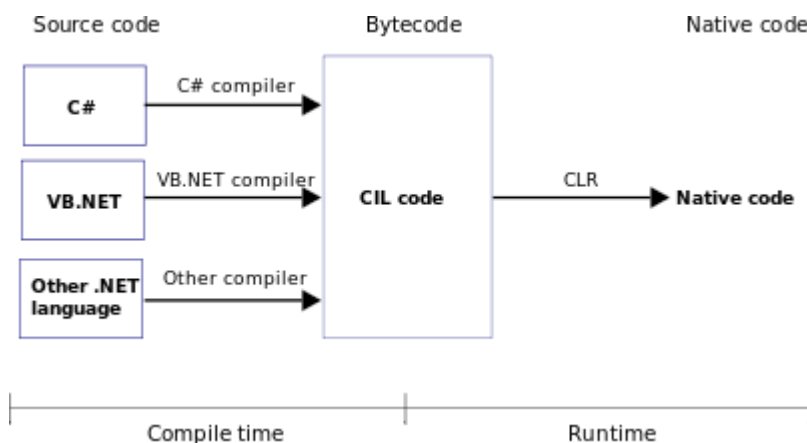 Source code
Bytecode
Native code
C# compiler
C#
VB.NET compiler
VB.NET
CIL code
CLR
Native code
Other compiler
Other .NET
language
Compile time
Runtime